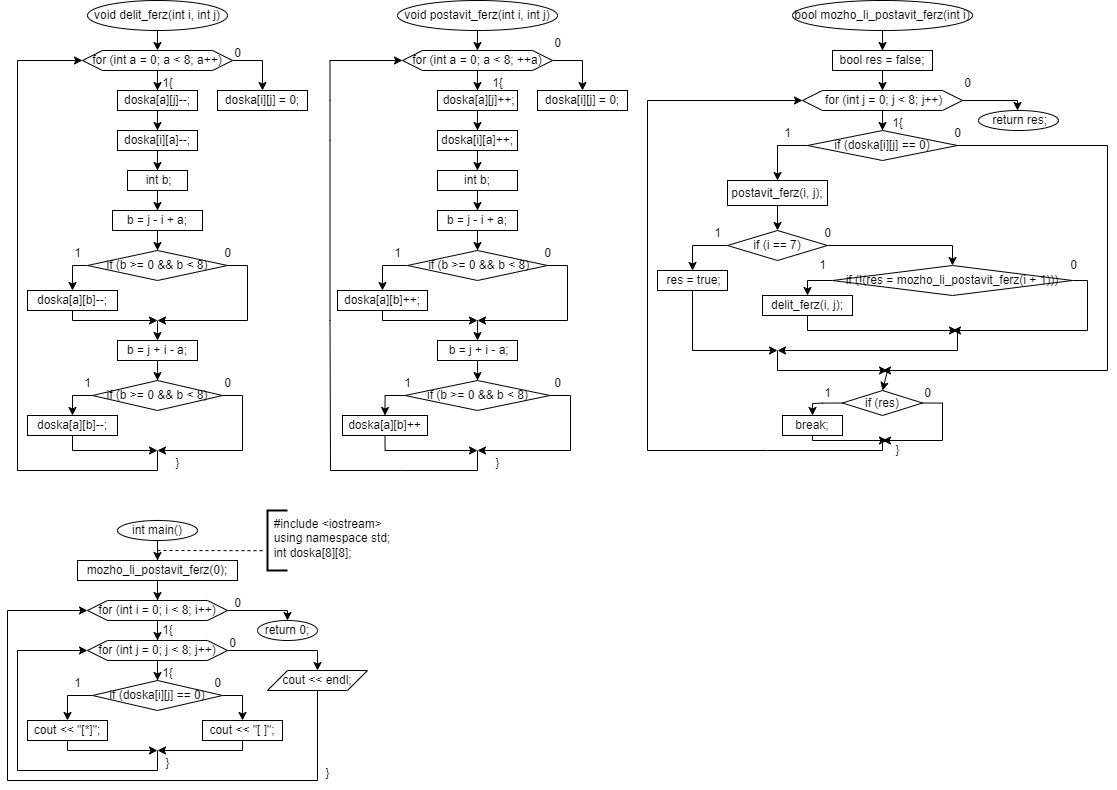 void delit_ferz(int i, int j)
for (int a = 0; a < 8; a++)
0
1{
doska[a][j]--;
doska[i][j] = 0;
doska[i][a]--;
int b;
b = j - i + a;
1
if (b >= 0 && b < 8)
0
doska[a][b]--;
b = j + i - a;
1
if (b >= 0 && b < 8)
0
doska[a][b]--;
}
void postavit_ferz(int i, int j)
for (int a = 0; a < 8; ++a)
0
1{
doska[a][j]++;
doska[i][j] = 0;
doska[i][a]++;
int b;
b = j - i + a;
1
if (b >= 0 && b < 8)
0
doska[a][b]++;
b = j + i - a;
1
if (b >= 0 && b < 8)
0
doska[a][b]++
}
bool mozho_li_postavit_ferz(int i)
bool res = false;
for (int j = 0; j < 8; j++)
0
return res;
1{
1
if (doska[i][j] == 0)
0
postavit_ferz(i, j);
1
if (i == 7)
0
res = true;
1
if (!(res = mozho_li_postavit_ferz(i + 1)))
0
delit_ferz(i, j);
1
if (res)
0
break;
}
int main()
#include <iostream>
using namespace std;
int doska[8][8];
mozho_li_postavit_ferz(0);
for (int i = 0; i < 8; i++)
0
return 0;
1{
for (int j = 0; j < 8; j++)
0
cout << endl;
1{
1
if (doska[i][j] == 0)
0
cout << "[*]";
cout << "[ ]";
}
}